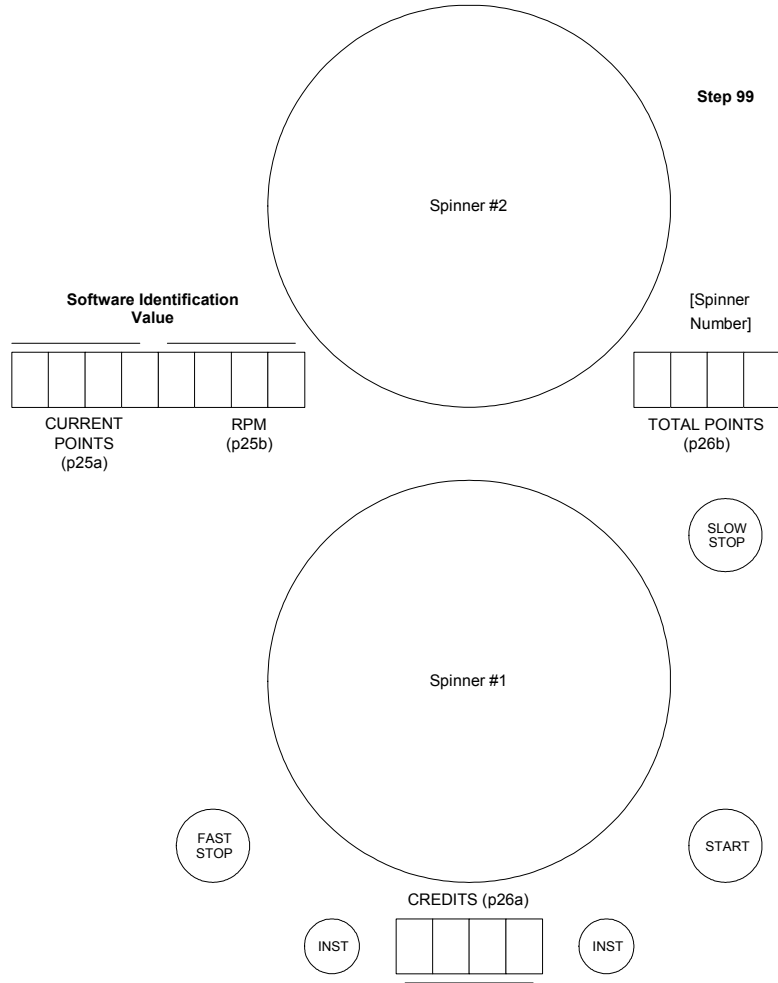 Step 99
Spinner #2
Software Identification
Value
[Spinner
Number]
CURRENT
POINTS
(p25a)
RPM
(p25b)
TOTAL POINTS
(p26b)
SLOW
STOP
Spinner #1
FAST
STOP
START
CREDITS (p26a)
INST
INST